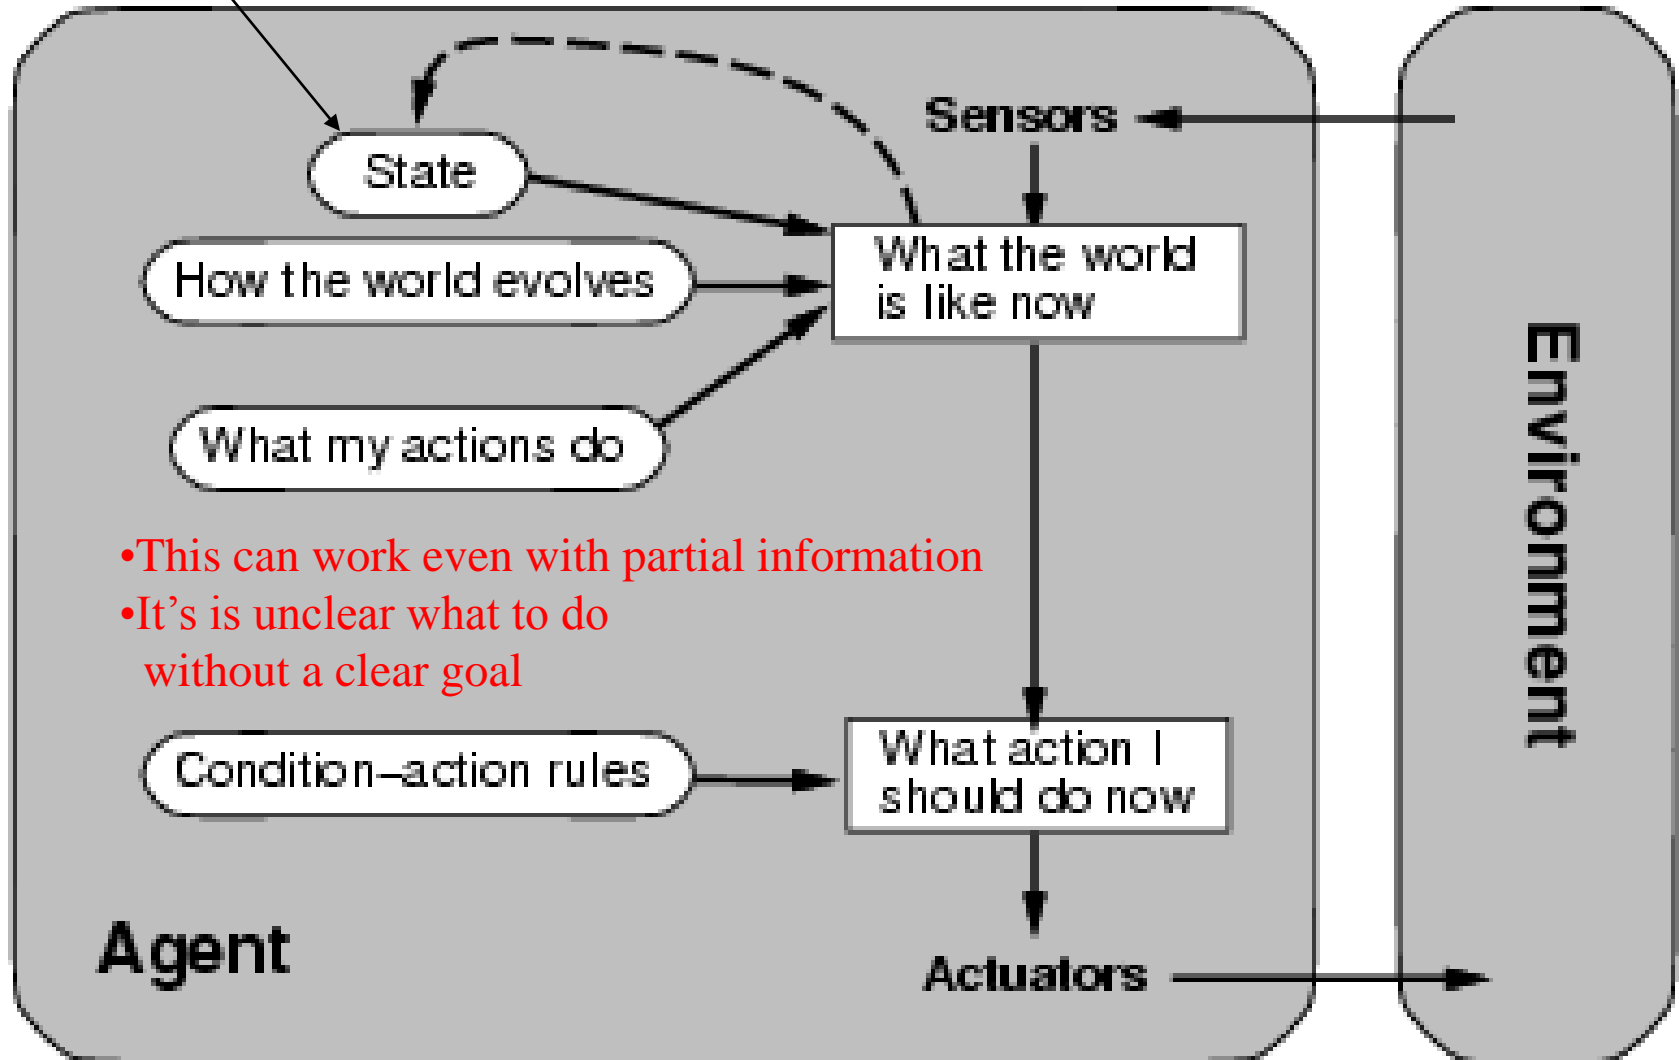 Sensors
State
What the world
is like now
How the world evolves
What my actions do
•This can work even with partial information
•It’s is unclear what to do
without a clear goal
Condition–action rules
What action I
should do now
Agent
Actuators
Environment